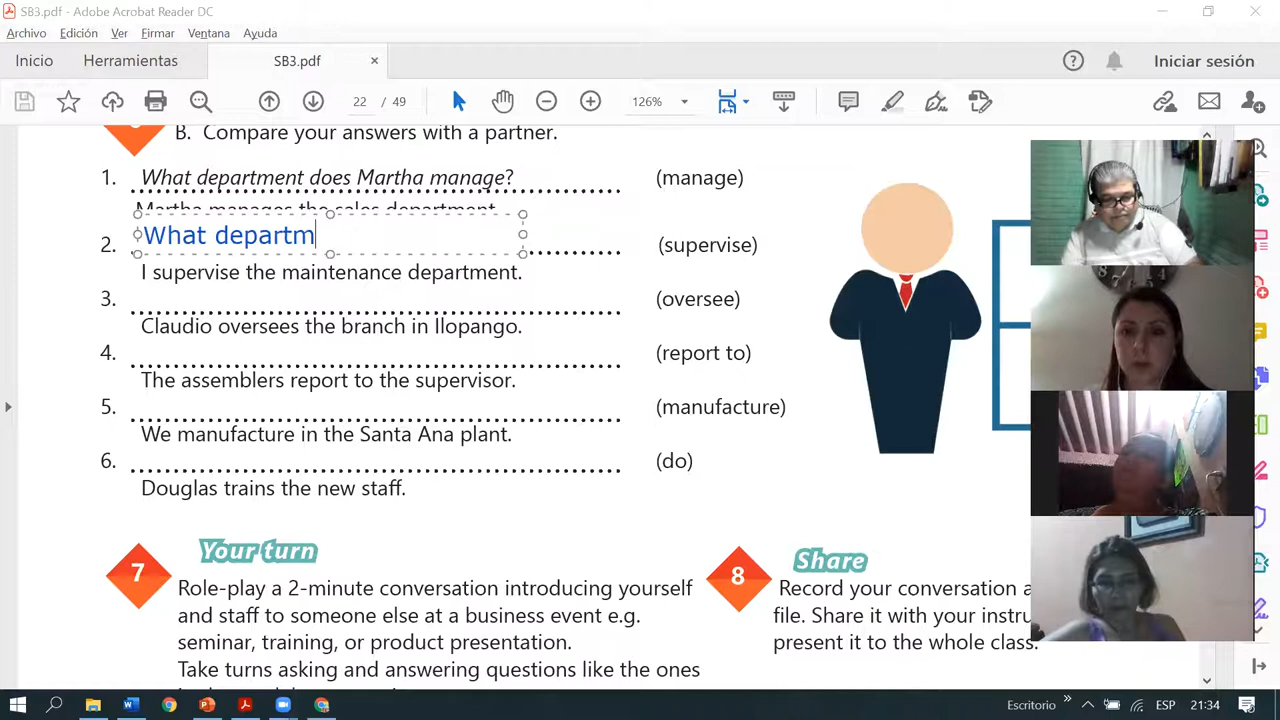 SB3.pdf - Adobe Acrobat Reader DC
Archivo Edición Ver Firmar Ventana Ayuda
Inicio Herramientas SB3.pdf × Iniciar sesión
22 / 49 126%
B. Compare your answers with a partner.
1. What department does Martha manage? (manage)
Martha manages the sales department.
2. What departm (supervise)
I supervise the maintenance department.
3. (oversee)
Claudio oversees the branch in Ilopango.
4. (report to)
The assemblers report to the supervisor.
5. (manufacture)
We manufacture in the Santa Ana plant.
6. (do)
Douglas trains the new staff.
7 Your turn
Role-play a 2-minute conversation introducing yourself
and staff to someone else at a business event e.g.
seminar, training, or product presentation.
Take turns asking and answering questions like the ones
8 Share
Record your conversation a
file. Share it with your instru
present it to the whole class.
Escritorio » ESP 21:34